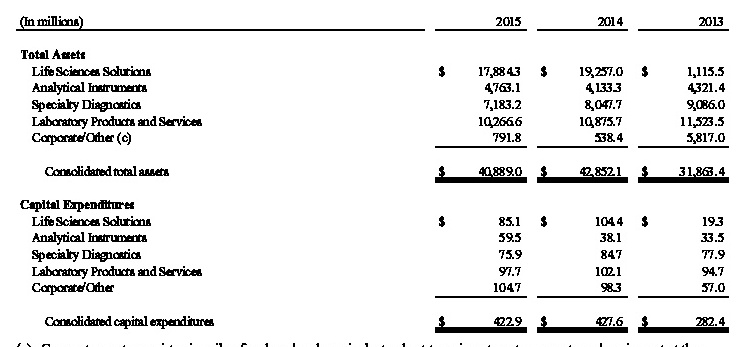 (In millions) 2015 2014 2013
Total Assets
Life Sciences Solutions $ 17,884.3 $ 19,257.0 $ 1,115.5
Analytical Instruments 4,763.1 4,133.3 4,321.4
Specialty Diagnostics 7,183.2 8,047.7 9,086.0
Laboratory Products and Services 10,266.6 10,875.7 11,523.5
Corporate/Other (c) 791.8 538.4 5,817.0
Consolidated total assets $ 40,889.0 $ 42,852.1 $ 31,863.4
Capital Expenditures
Life Sciences Solutions $ 85.1 $ 104.4 $ 19.3
Analytical Instruments 59.5 38.1 33.5
Specialty Diagnostics 75.9 84.7 77.9
Laboratory Products and Services 97.7 102.1 94.7
Corporate/Other 104.7 98.3 57.0
Consolidated capital expenditures $ 422.9 $ 427.6 $ 282.4